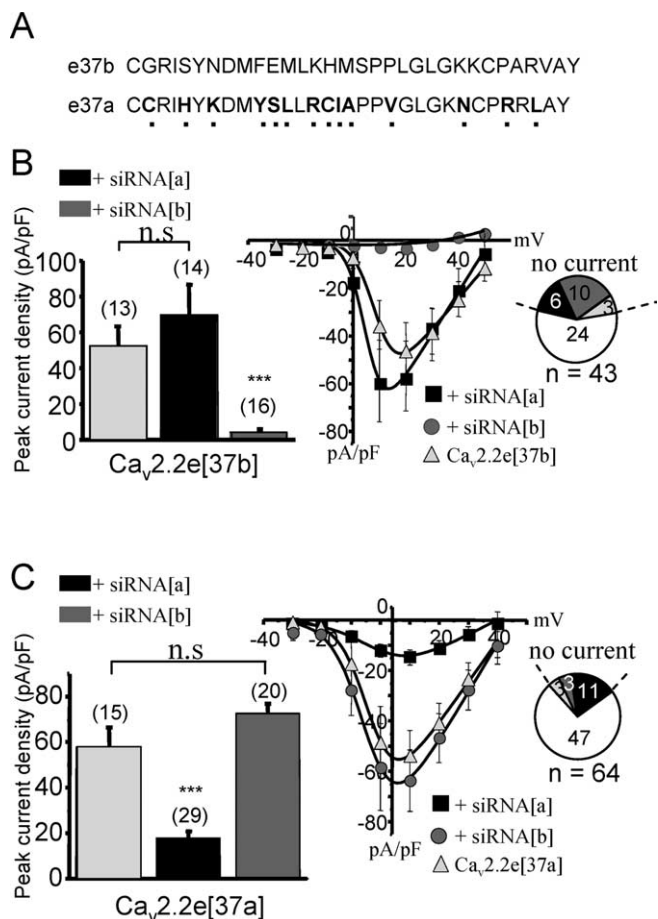 A
e37b CGRISYNDMFEMLKHMSPPLGLGKKCPARVAY
e37a CCRIHYKDMYSLLRCIAPPVGLGKNCPRRLAY
B
+ siRNA[a]
+ siRNA[b]
n.s
Peak current density (pA/pF)
100
80
60
40
20
0
(13)
(14)
***
(16)
Cav2.2e[37b]
0
mV
-40
20
40
-20
-40
-60
-80
pA/pF
+ siRNA[a]
+ siRNA[b]
Cav2.2e[37b]
no current
6
10
3
24
n = 43
C
+ siRNA[a]
+ siRNA[b]
n.s
Peak current density (pA/pF)
80
60
40
20
0
(15)
***
(29)
(20)
Cav2.2e[37a]
0
mV
-40
-20
20
40
-20
-40
-60
-80
pA/pF
+ siRNA[a]
+ siRNA[b]
Cav2.2e[37a]
no current
3
3
11
47
n = 64